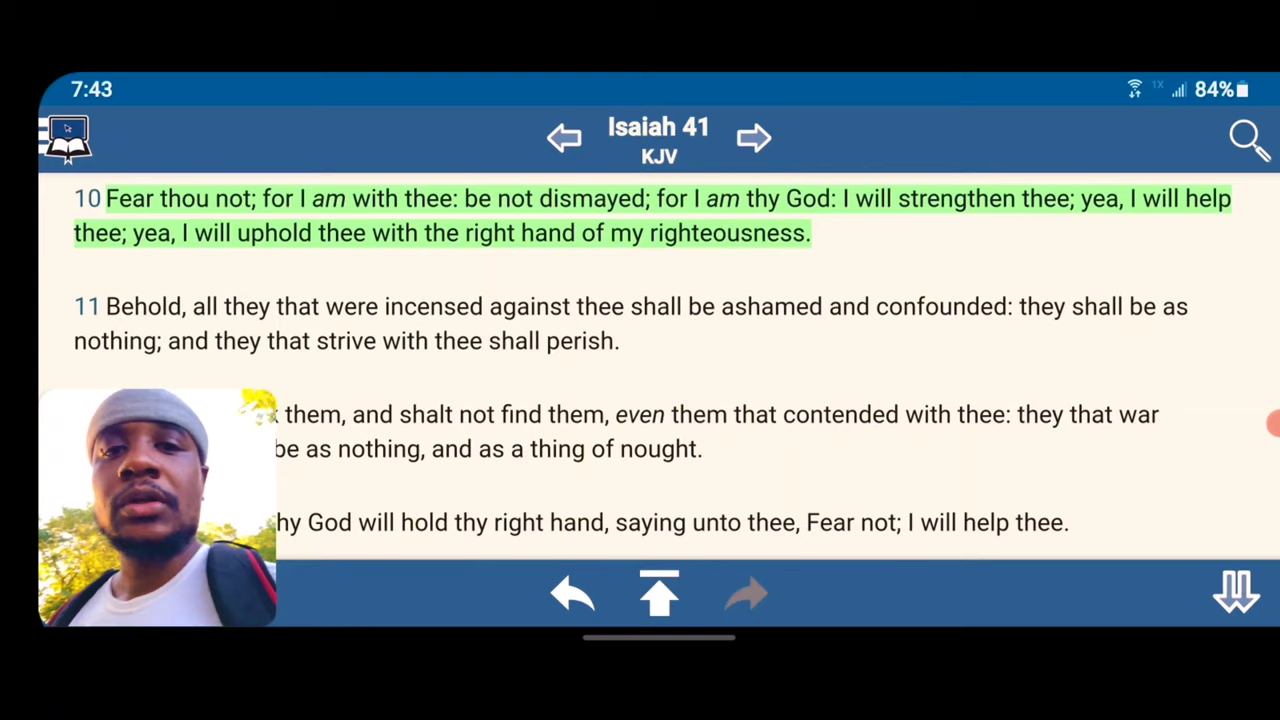 7:43
1X
84%
Isaiah 41
KJV
10 Fear thou not; for I am with thee: be not dismayed; for I am thy God: I will strengthen thee; yea, I will help
thee; yea, I will uphold thee with the right hand of my righteousness.
11 Behold, all they that were incensed against thee shall be ashamed and confounded: they shall be as
nothing; and they that strive with thee shall perish.
them, and shalt not find them, even them that contended with thee: they that war
be as nothing, and as a thing of nought.
hy God will hold thy right hand, saying unto thee, Fear not; I will help thee.